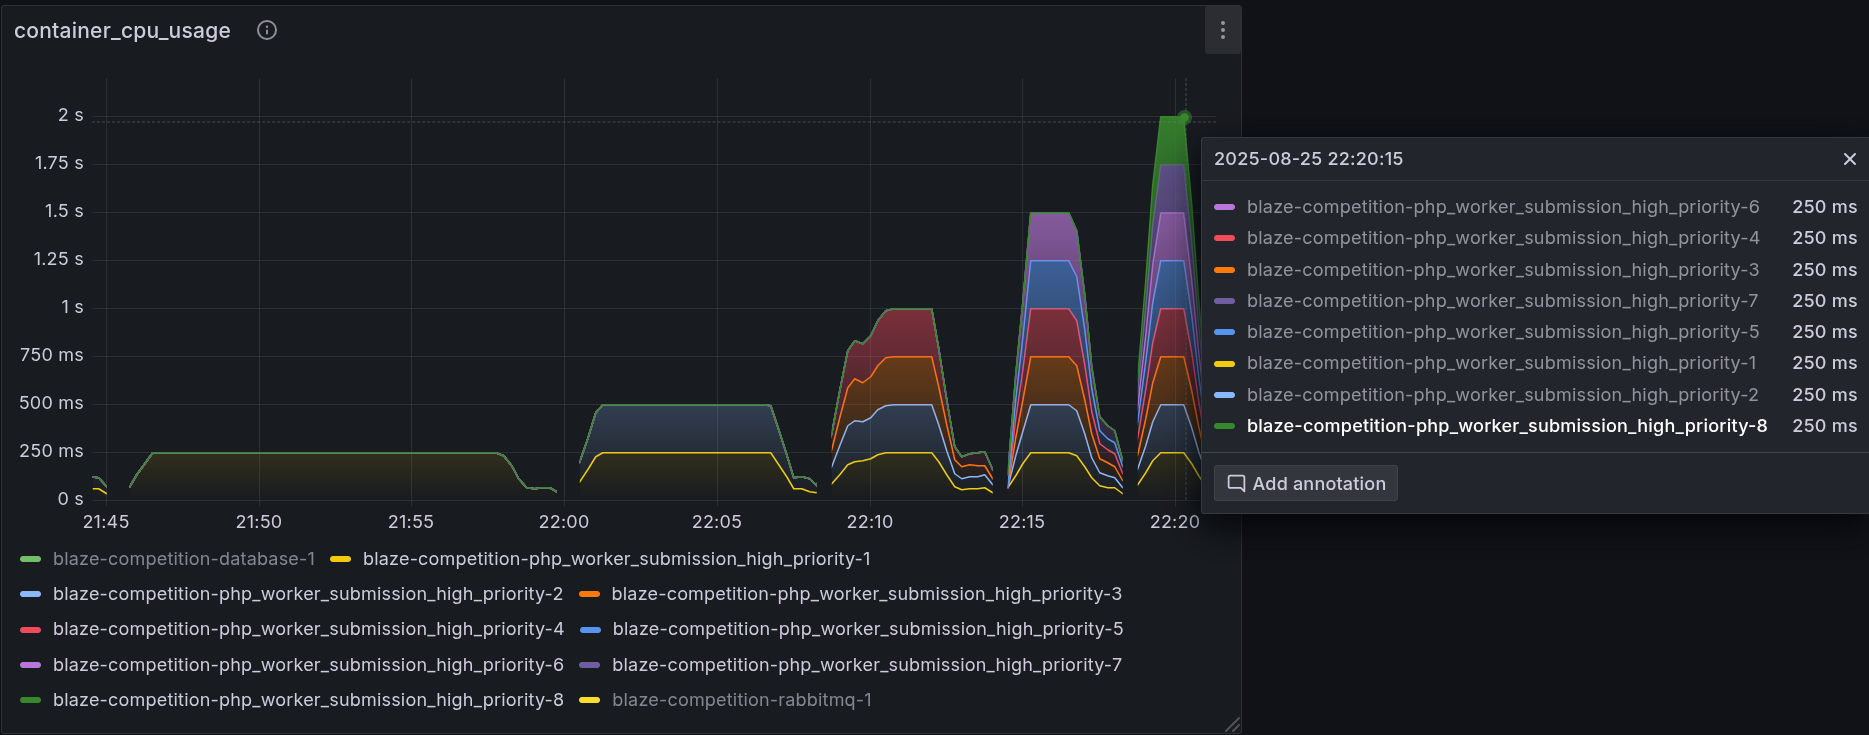 container_cpu_usage
2 s
1.75 s
1.5 s
1.25 s
1 s
750 ms
500 ms
250 ms
0 s
21:45 21:50 21:55 22:00 22:05 22:10 22:15 22:20
2025-08-25 22:20:15
blaze-competition-php_worker_submission_high_priority-6 250 ms
blaze-competition-php_worker_submission_high_priority-4 250 ms
blaze-competition-php_worker_submission_high_priority-3 250 ms
blaze-competition-php_worker_submission_high_priority-7 250 ms
blaze-competition-php_worker_submission_high_priority-5 250 ms
blaze-competition-php_worker_submission_high_priority-1 250 ms
blaze-competition-php_worker_submission_high_priority-2 250 ms
blaze-competition-php_worker_submission_high_priority-8 250 ms
Add annotation
blaze-competition-database-1 blaze-competition-php_worker_submission_high_priority-1
blaze-competition-php_worker_submission_high_priority-2 blaze-competition-php_worker_submission_high_priority-3
blaze-competition-php_worker_submission_high_priority-4 blaze-competition-php_worker_submission_high_priority-5
blaze-competition-php_worker_submission_high_priority-6 blaze-competition-php_worker_submission_high_priority-7
blaze-competition-php_worker_submission_high_priority-8 blaze-competition-rabbitmq-1